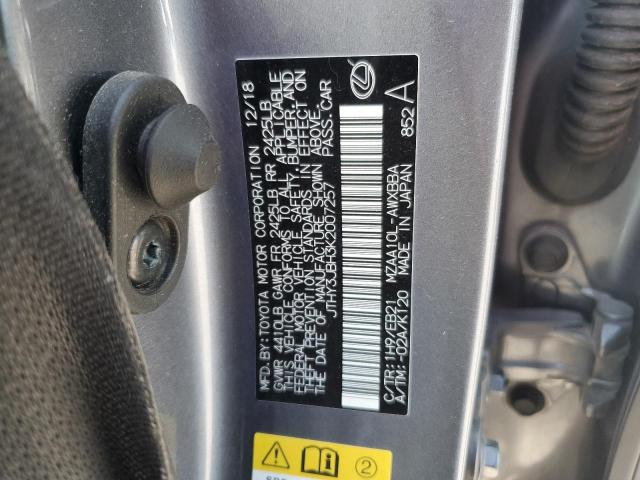 MFD.BY: TOYOTA MOTOR CORPORATION 12/18
GVWR 4410LB GAWR FR 2425LB RR 2425LB
THIS VEHICLE CONFORMS TO ALL APPLICABLE
FEDERAL MOTOR VEHICLE SAFETY, BUMPER, AND
THEFT PREVENTION STANDARDS IN EFFECT ON
THE DATE OF MANUFACTURE SHOWN ABOVE.
JTHY3JBH3K2007257 PASS.CAR
C/TR:1H9/EB21 MZAA10L-AWXBBA 852 A
A/TM:-02A/K120 MADE IN JAPAN
2